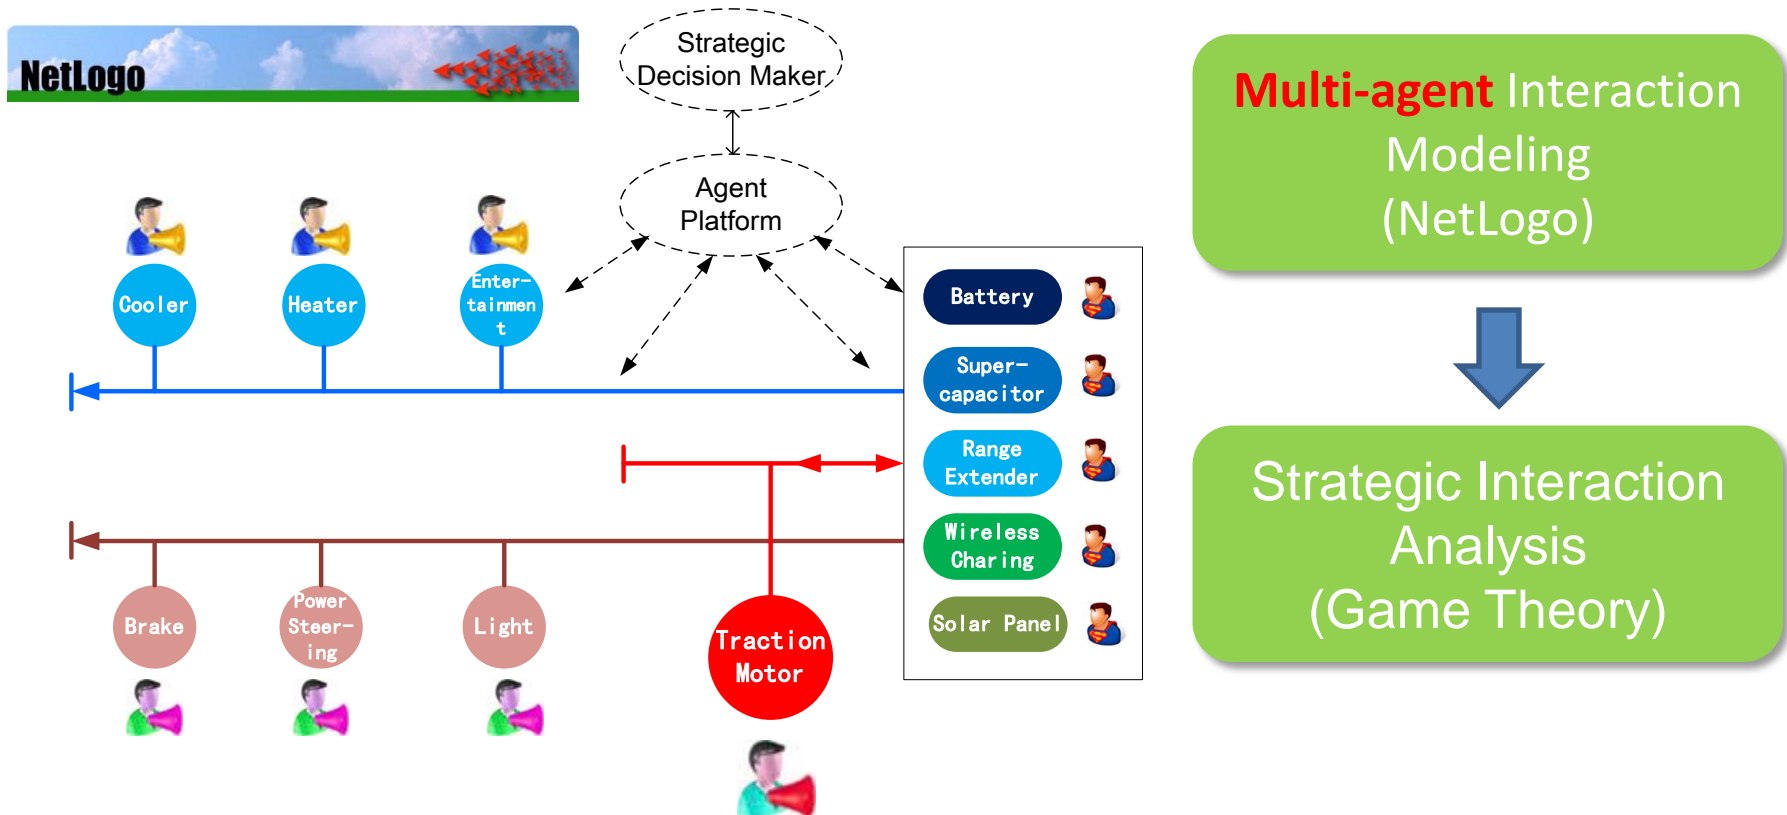 NetLogo
Strategic
Decision Maker
Agent
Platform
Cooler
Heater
Enter-
tainmen
t
Battery
Super-
capacitor
Range
Extender
Wireless
Charing
Solar Panel
Brake
Power
Steer-
ing
Light
Traction
Motor
Multi-agent Interaction
Modeling
(NetLogo)
Strategic Interaction
Analysis
(Game Theory)